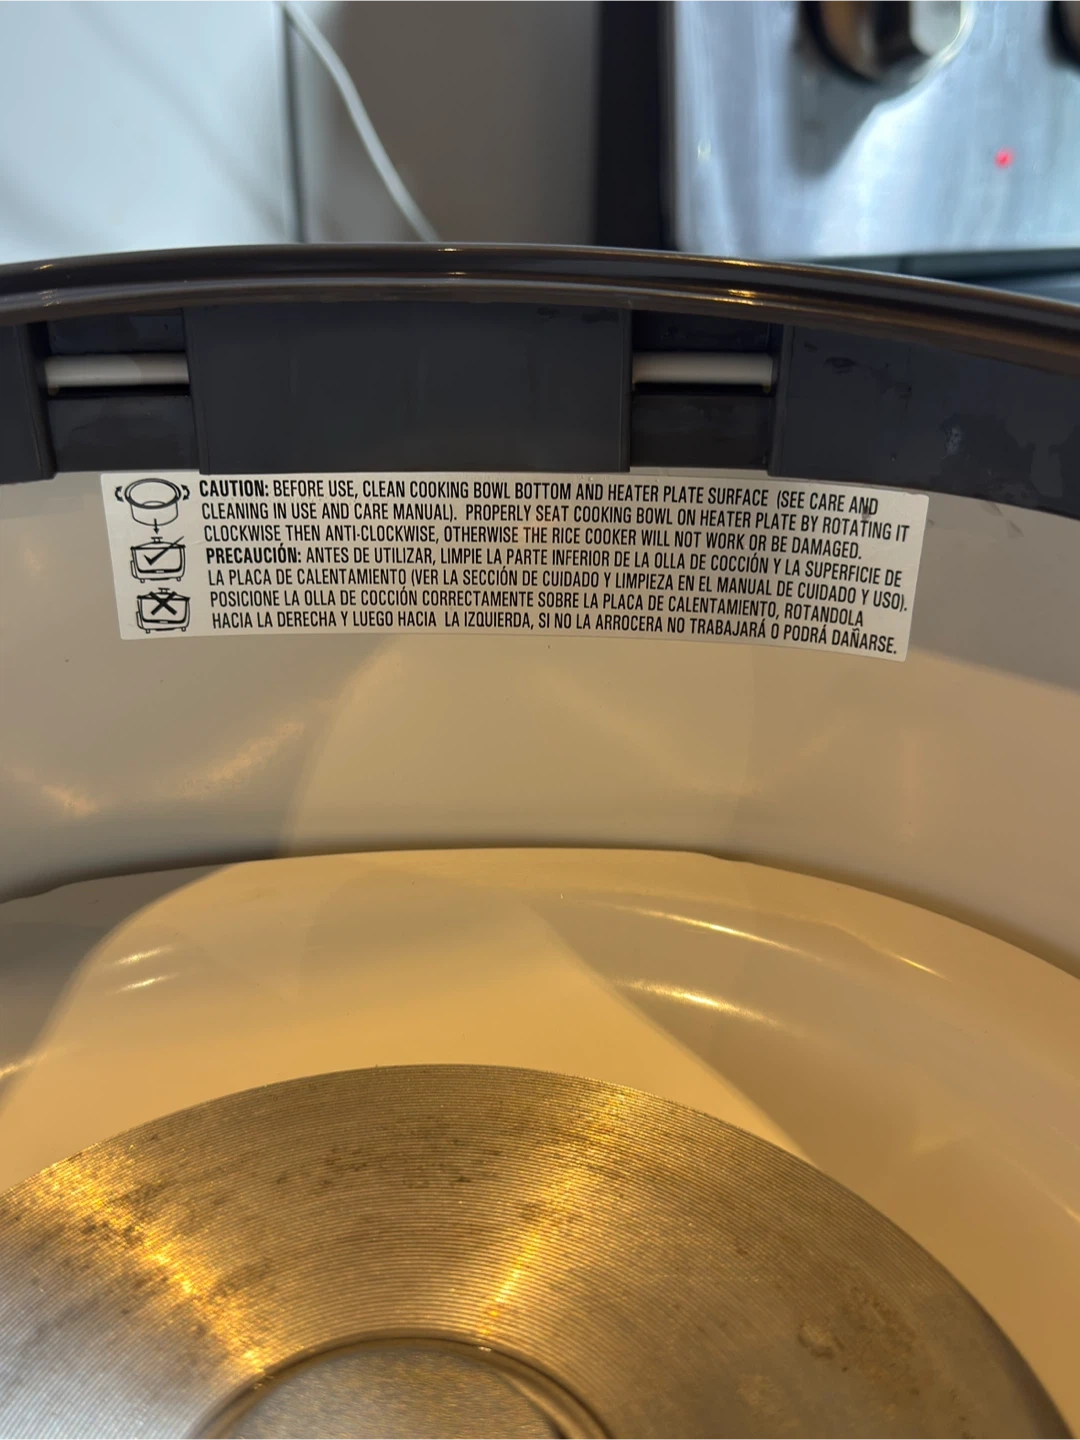 CAUTION: BEFORE USE, CLEAN COOKING BOWL BOTTOM AND HEATER PLATE SURFACE (SEE CARE AND
CLEANING IN USE AND CARE MANUAL). PROPERLY SEAT COOKING BOWL ON HEATER PLATE BY ROTATING IT
CLOCKWISE THEN ANTI-CLOCKWISE, OTHERWISE THE RICE COOKER WILL NOT WORK OR BE DAMAGED.
PRECAUCIÓN: ANTES DE UTILIZAR, LIMPIE LA PARTE INFERIOR DE LA OLLA DE COCCIÓN Y LA SUPERFICIE DE
LA PLACA DE CALENTAMIENTO (VER LA SECCIÓN DE CUIDADO Y LIMPIEZA EN EL MANUAL DE CUIDADO Y USO).
POSICIONE LA OLLA DE COCCIÓN CORRECTAMENTE SOBRE LA PLACA DE CALENTAMIENTO, ROTANDOLA
HACIA LA DERECHA Y LUEGO HACIA LA IZQUIERDA, SI NO LA ARROCERA NO TRABAJARÁ O PODRÁ DAÑARSE.